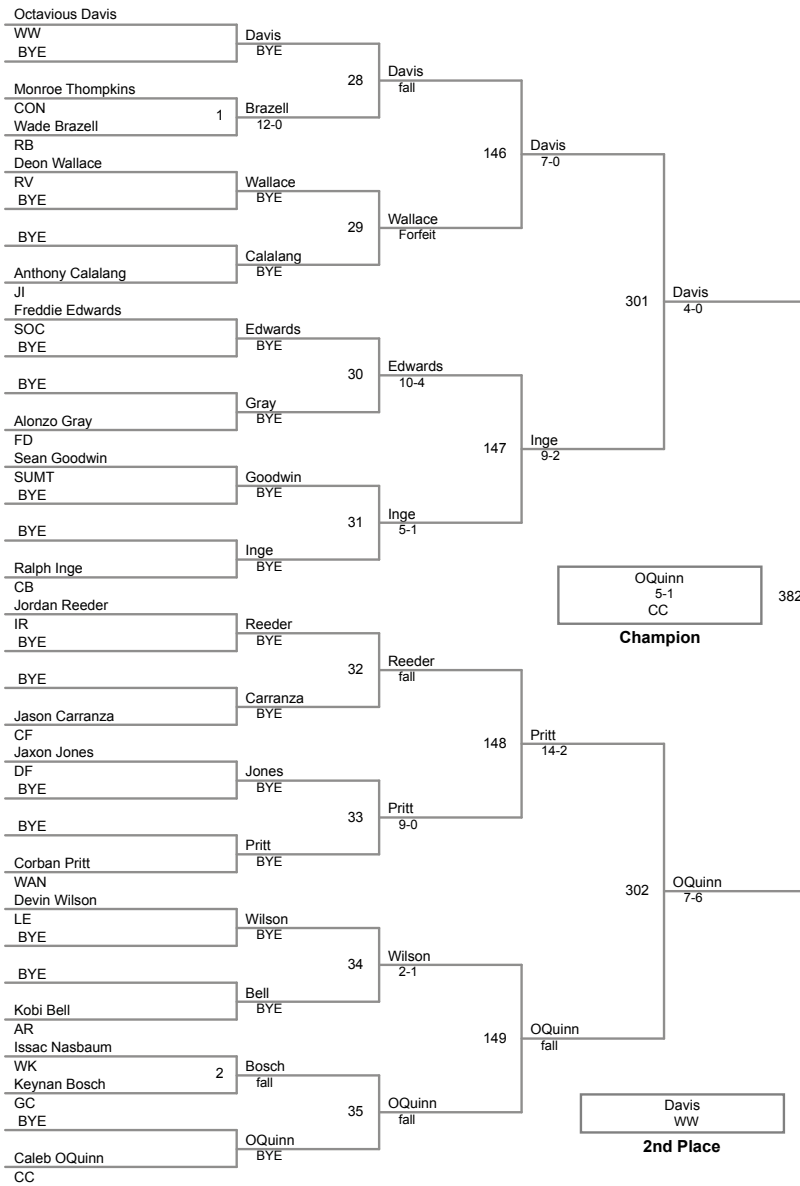 Octavious Davis
WW
BYE
Monroe Thompkins
CON
Wade Brazell
RB
Deon Wallace
RV
BYE
BYE
Anthony Calalang
JI
Freddie Edwards
SOC
BYE
BYE
Alonzo Gray
FD
Sean Goodwin
SUMT
BYE
BYE
Ralph Inge
CB
Jordan Reeder
IR
BYE
BYE
Jason Carranza
CF
Jaxon Jones
DF
BYE
BYE
Corban Pritt
WAN
Devin Wilson
LE
BYE
BYE
Kobi Bell
AR
Issac Nasbaum
WK
Keynan Bosch
GC
BYE
Caleb OQuinn
CC
1
2
Davis
BYE
Brazell
12-0
Wallace
BYE
Calalang
BYE
Edwards
BYE
Gray
BYE
Goodwin
BYE
Inge
BYE
Reeder
BYE
Carranza
BYE
Jones
BYE
Pritt
BYE
Wilson
BYE
Bell
BYE
Bosch
fall
OQuinn
BYE
28
29
30
31
32
33
34
35
Davis
fall
Wallace
Forfeit
Edwards
10-4
Inge
5-1
Reeder
fall
Pritt
9-0
Wilson
2-1
OQuinn
fall
146
147
148
149
Davis
7-0
Inge
9-2
Pritt
14-2
OQuinn
fall
301
302
Davis
4-0
OQuinn
7-6
OQuinn
5-1
CC
382
Champion
Davis
WW
2nd Place